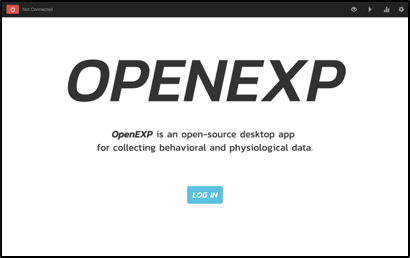 Not Connected
OPENEXP
OpenEXP is an open-source desktop app
for collecting behavioral and physiological data.
LOG IN